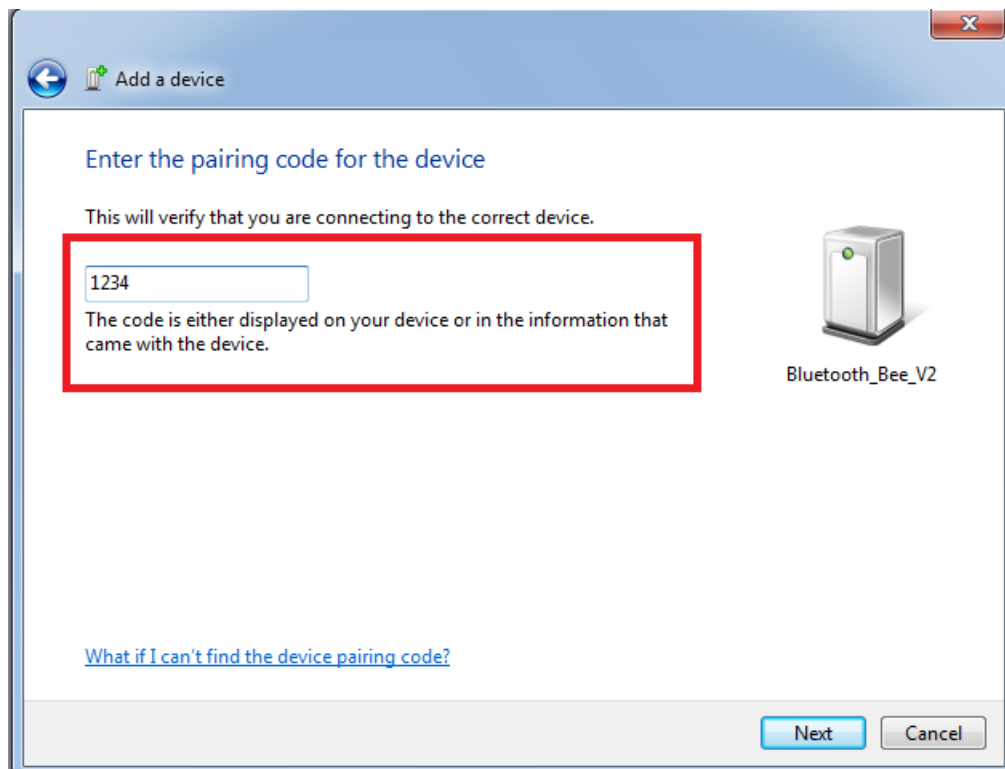 Add a device
Enter the pairing code for the device
This will verify that you are connecting to the correct device.
1234
The code is either displayed on your device or in the information that
came with the device.
Bluetooth_Bee_V2
What if I can't find the device pairing code?
Next Cancel